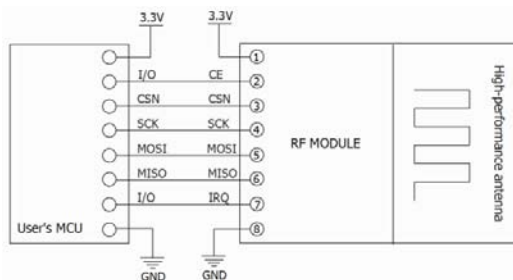 3.3V 3.3V
1
I/O CE 2
CSN CSN 3
SCK SCK 4
MOSI MOSI 5
MISO MISO 6
I/O IRQ 7
8
User's MCU
GND GND
RF MODULE
High-performance antenna